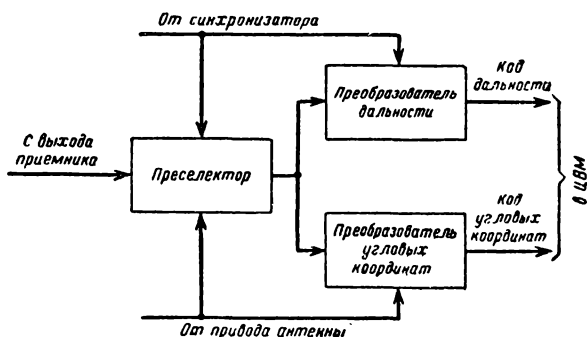 От синхронизатора
Код
дальности
Преобразователь
дальности
С выхода
приемника
Преселектор
в ЦВМ
Код
угловых
координат
Преобразователь
угловых
координат
От привода антенны